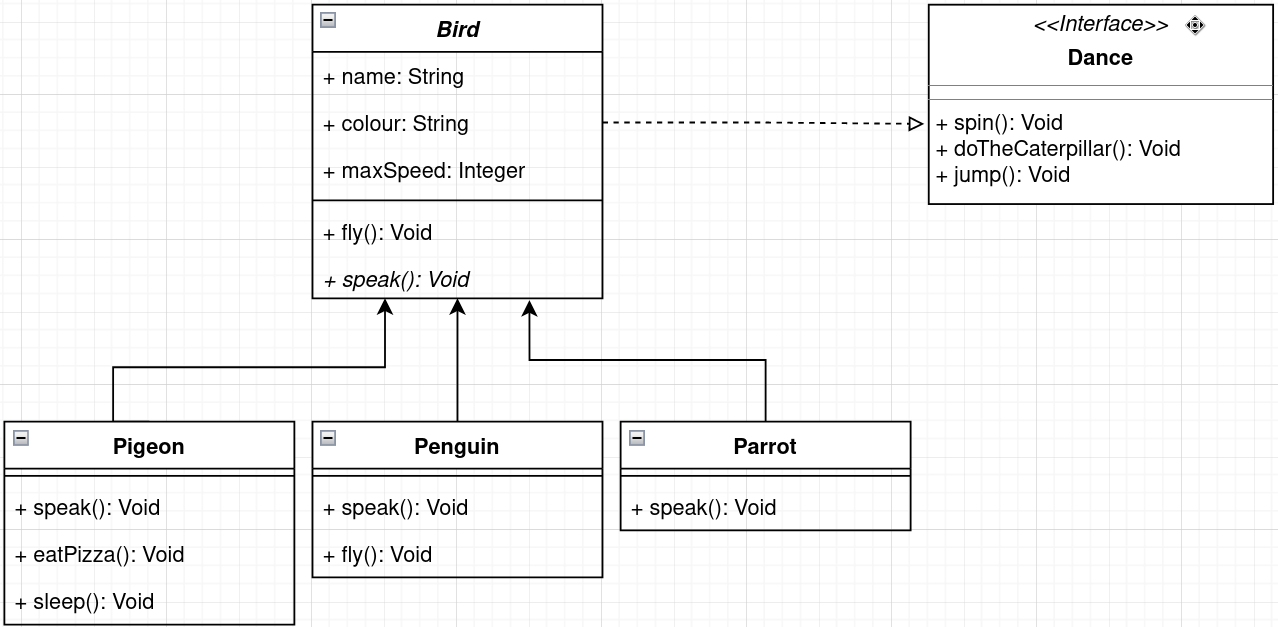 Bird
+ name: String
+ colour: String
+ maxSpeed: Integer
+ fly(): Void
+ speak(): Void
<<Interface>>
Dance
+ spin(): Void
+ doTheCaterpillar(): Void
+ jump(): Void
Pigeon
+ speak(): Void
+ eatPizza(): Void
+ sleep(): Void
Penguin
+ speak(): Void
+ fly(): Void
Parrot
+ speak(): Void